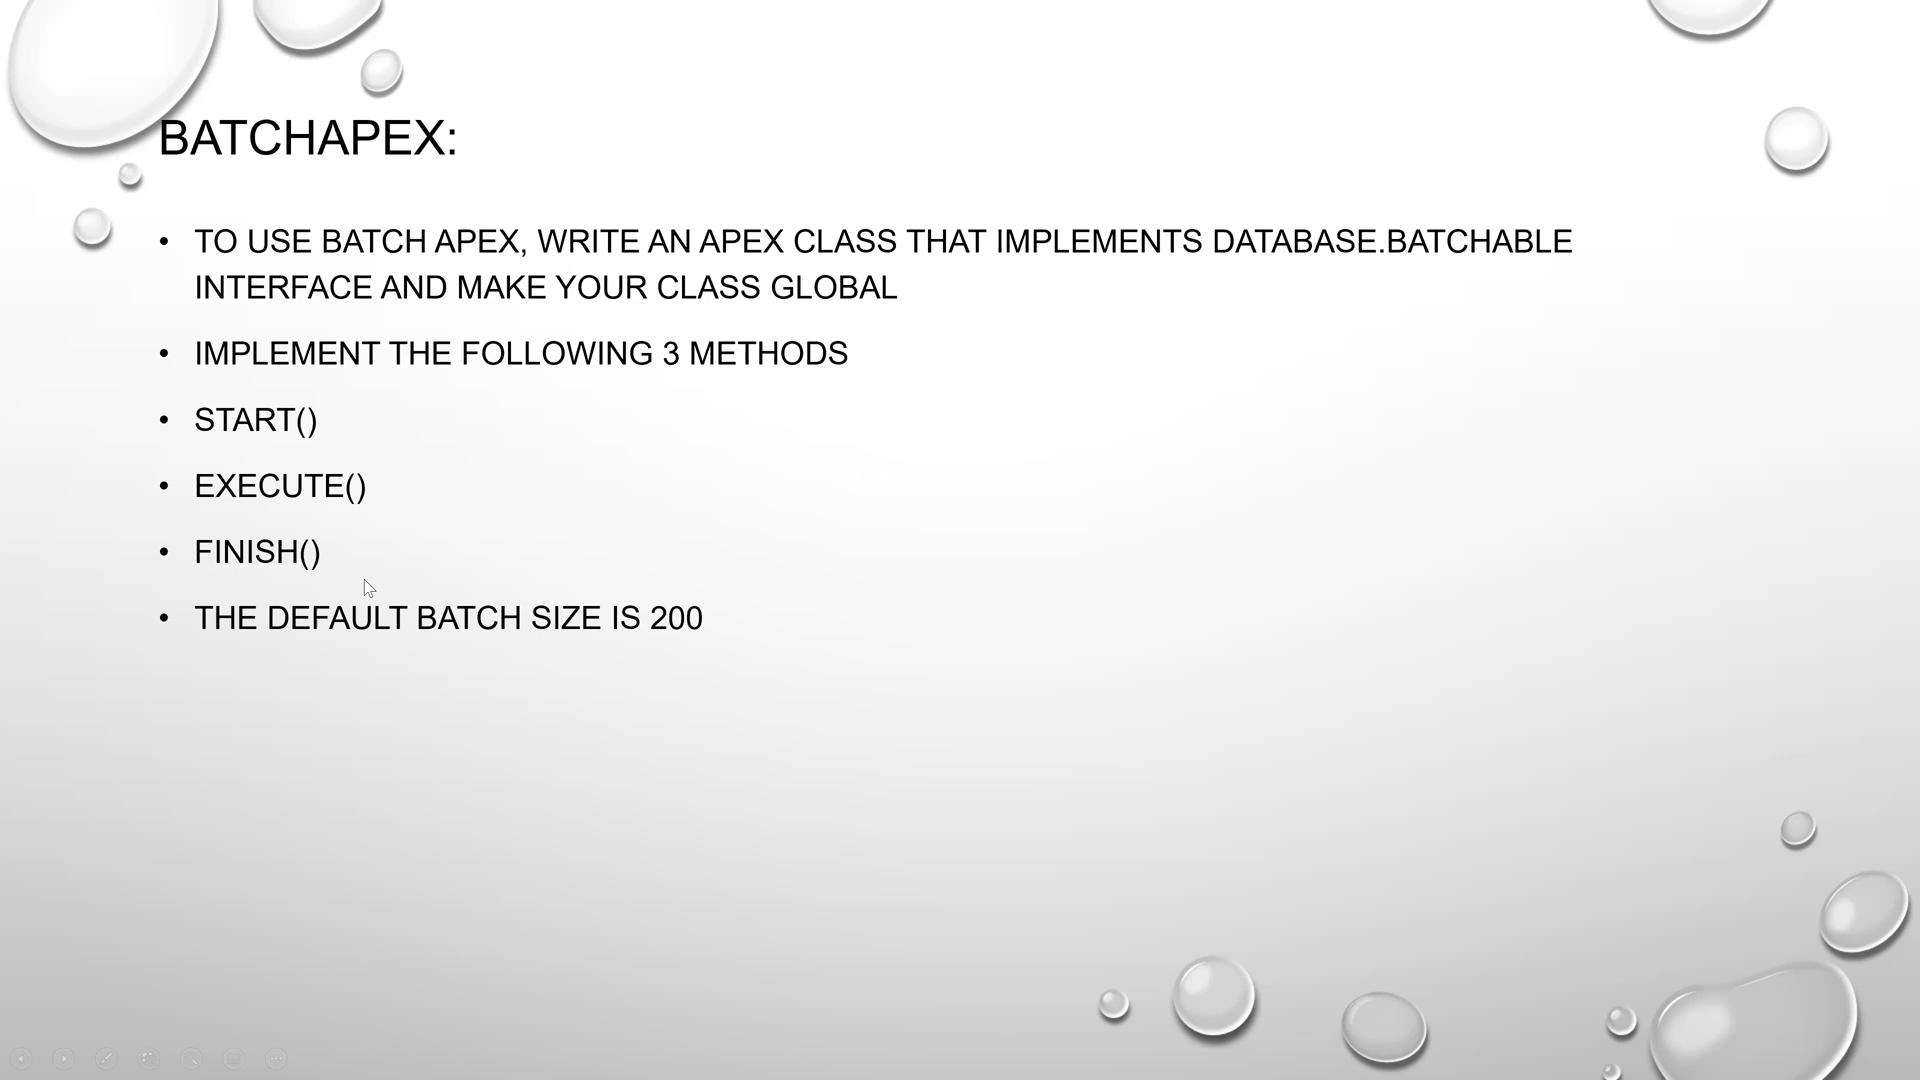 BATCHAPEX:
• TO USE BATCH APEX, WRITE AN APEX CLASS THAT IMPLEMENTS DATABASE.BATCHABLE
INTERFACE AND MAKE YOUR CLASS GLOBAL
• IMPLEMENT THE FOLLOWING 3 METHODS
• START()
• EXECUTE()
• FINISH()
• THE DEFAULT BATCH SIZE IS 200